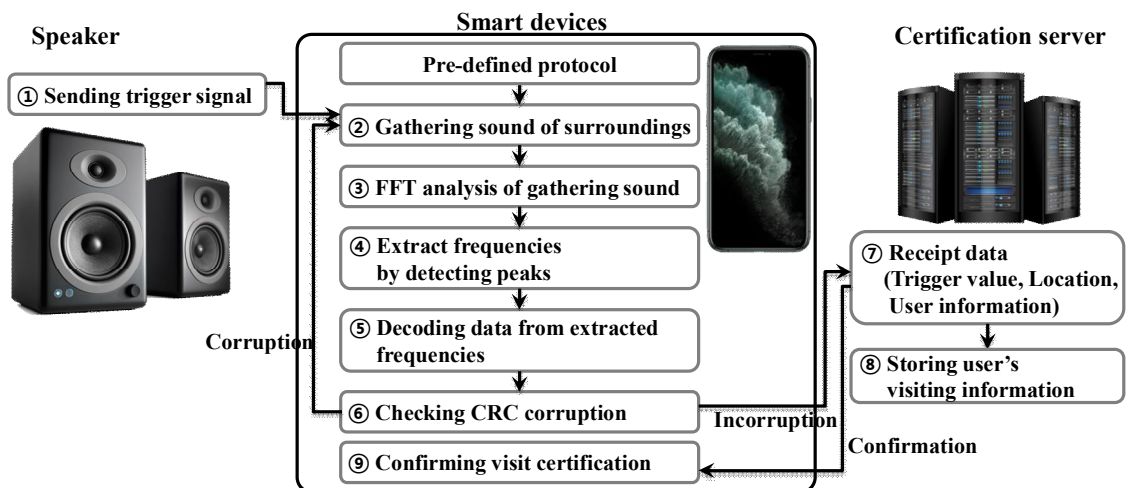 Smart devices
Speaker
Certification server
Pre-defined protocol
① Sending trigger signal
② Gathering sound of surroundings
③ FFT analysis of gathering sound
④ Extract frequencies
by detecting peaks
⑤ Decoding data from extracted
frequencies
Corruption
⑥ Checking CRC corruption
Incorruption
⑦ Receipt data
(Trigger value, Location,
User information)
⑧ Storing user’s
visiting information
Confirmation
⑨ Confirming visit certification